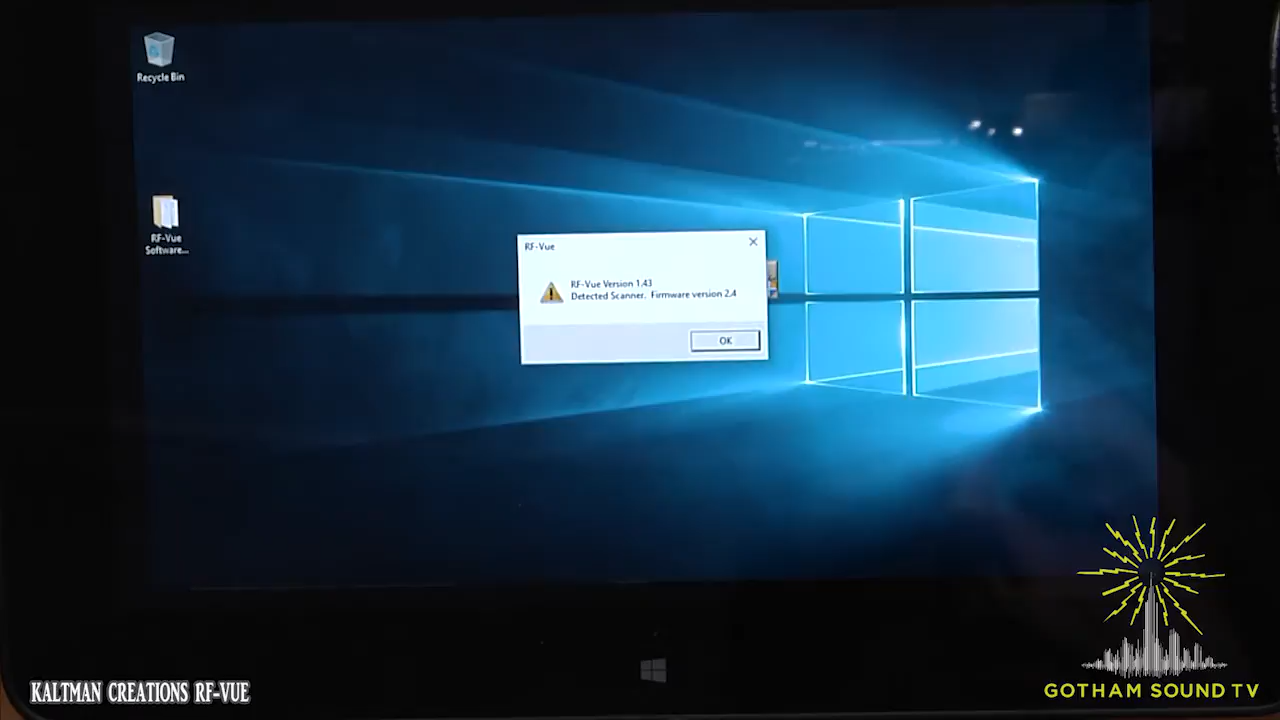 Recycle Bin
RF-Vue
Software...
RF-Vue
RF-Vue Version 1.43
Detected Scanner. Firmware version 2.4
OK
KALTMAN CREATIONS RF-VUE
GOTHAM SOUND TV